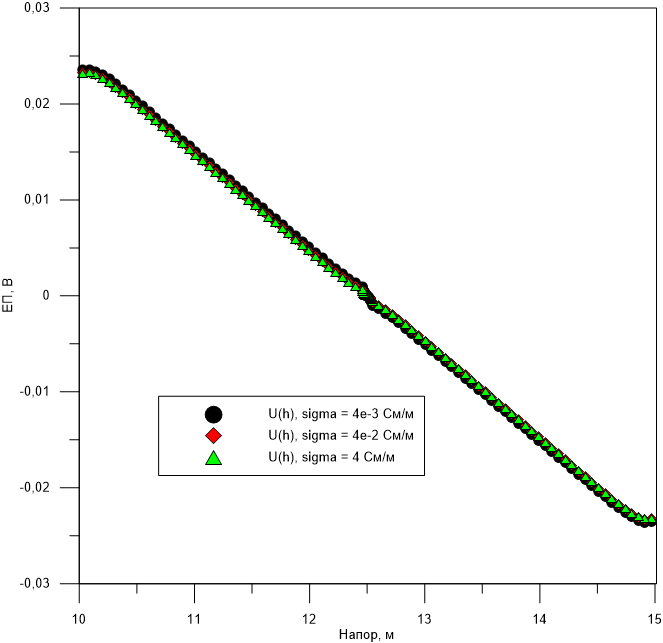 0,03
0,02
0,01
0
-0,01
-0,02
-0,03
ЕП, В
U(h), sigma = 4e-3 См/м
U(h), sigma = 4e-2 См/м
U(h), sigma = 4 См/м
10 11 12 13 14 15
Напор, м